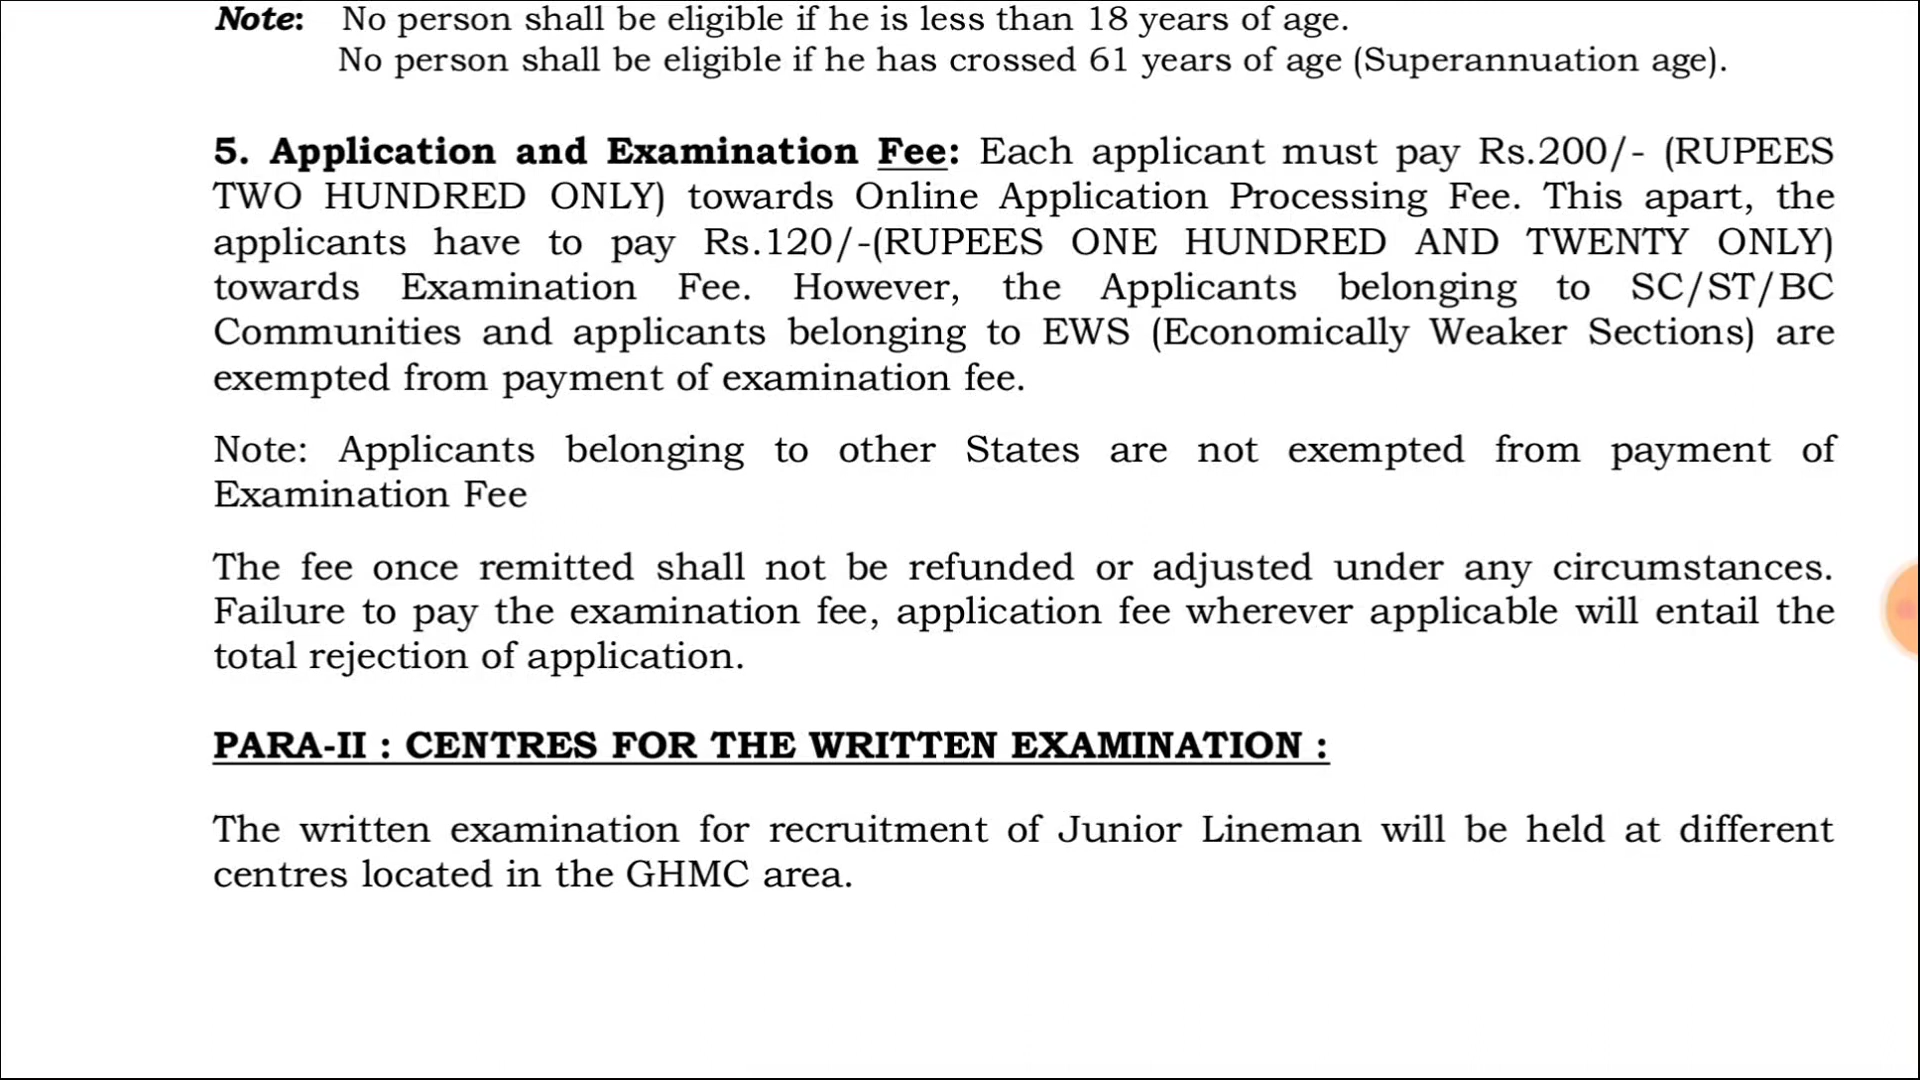 Note: No person shall be eligible if he is less than 18 years of age.
No person shall be eligible if he has crossed 61 years of age (Superannuation age).
5. Application and Examination Fee: Each applicant must pay Rs.200/- (RUPEES
TWO HUNDRED ONLY) towards Online Application Processing Fee. This apart, the
applicants have to pay Rs.120/-(RUPEES ONE HUNDRED AND TWENTY ONLY)
towards Examination Fee. However, the Applicants belonging to SC/ST/BC
Communities and applicants belonging to EWS (Economically Weaker Sections) are
exempted from payment of examination fee.
Note: Applicants belonging to other States are not exempted from payment of
Examination Fee
The fee once remitted shall not be refunded or adjusted under any circumstances.
Failure to pay the examination fee, application fee wherever applicable will entail the
total rejection of application.
PARA-II : CENTRES FOR THE WRITTEN EXAMINATION :
The written examination for recruitment of Junior Lineman will be held at different
centres located in the GHMC area.